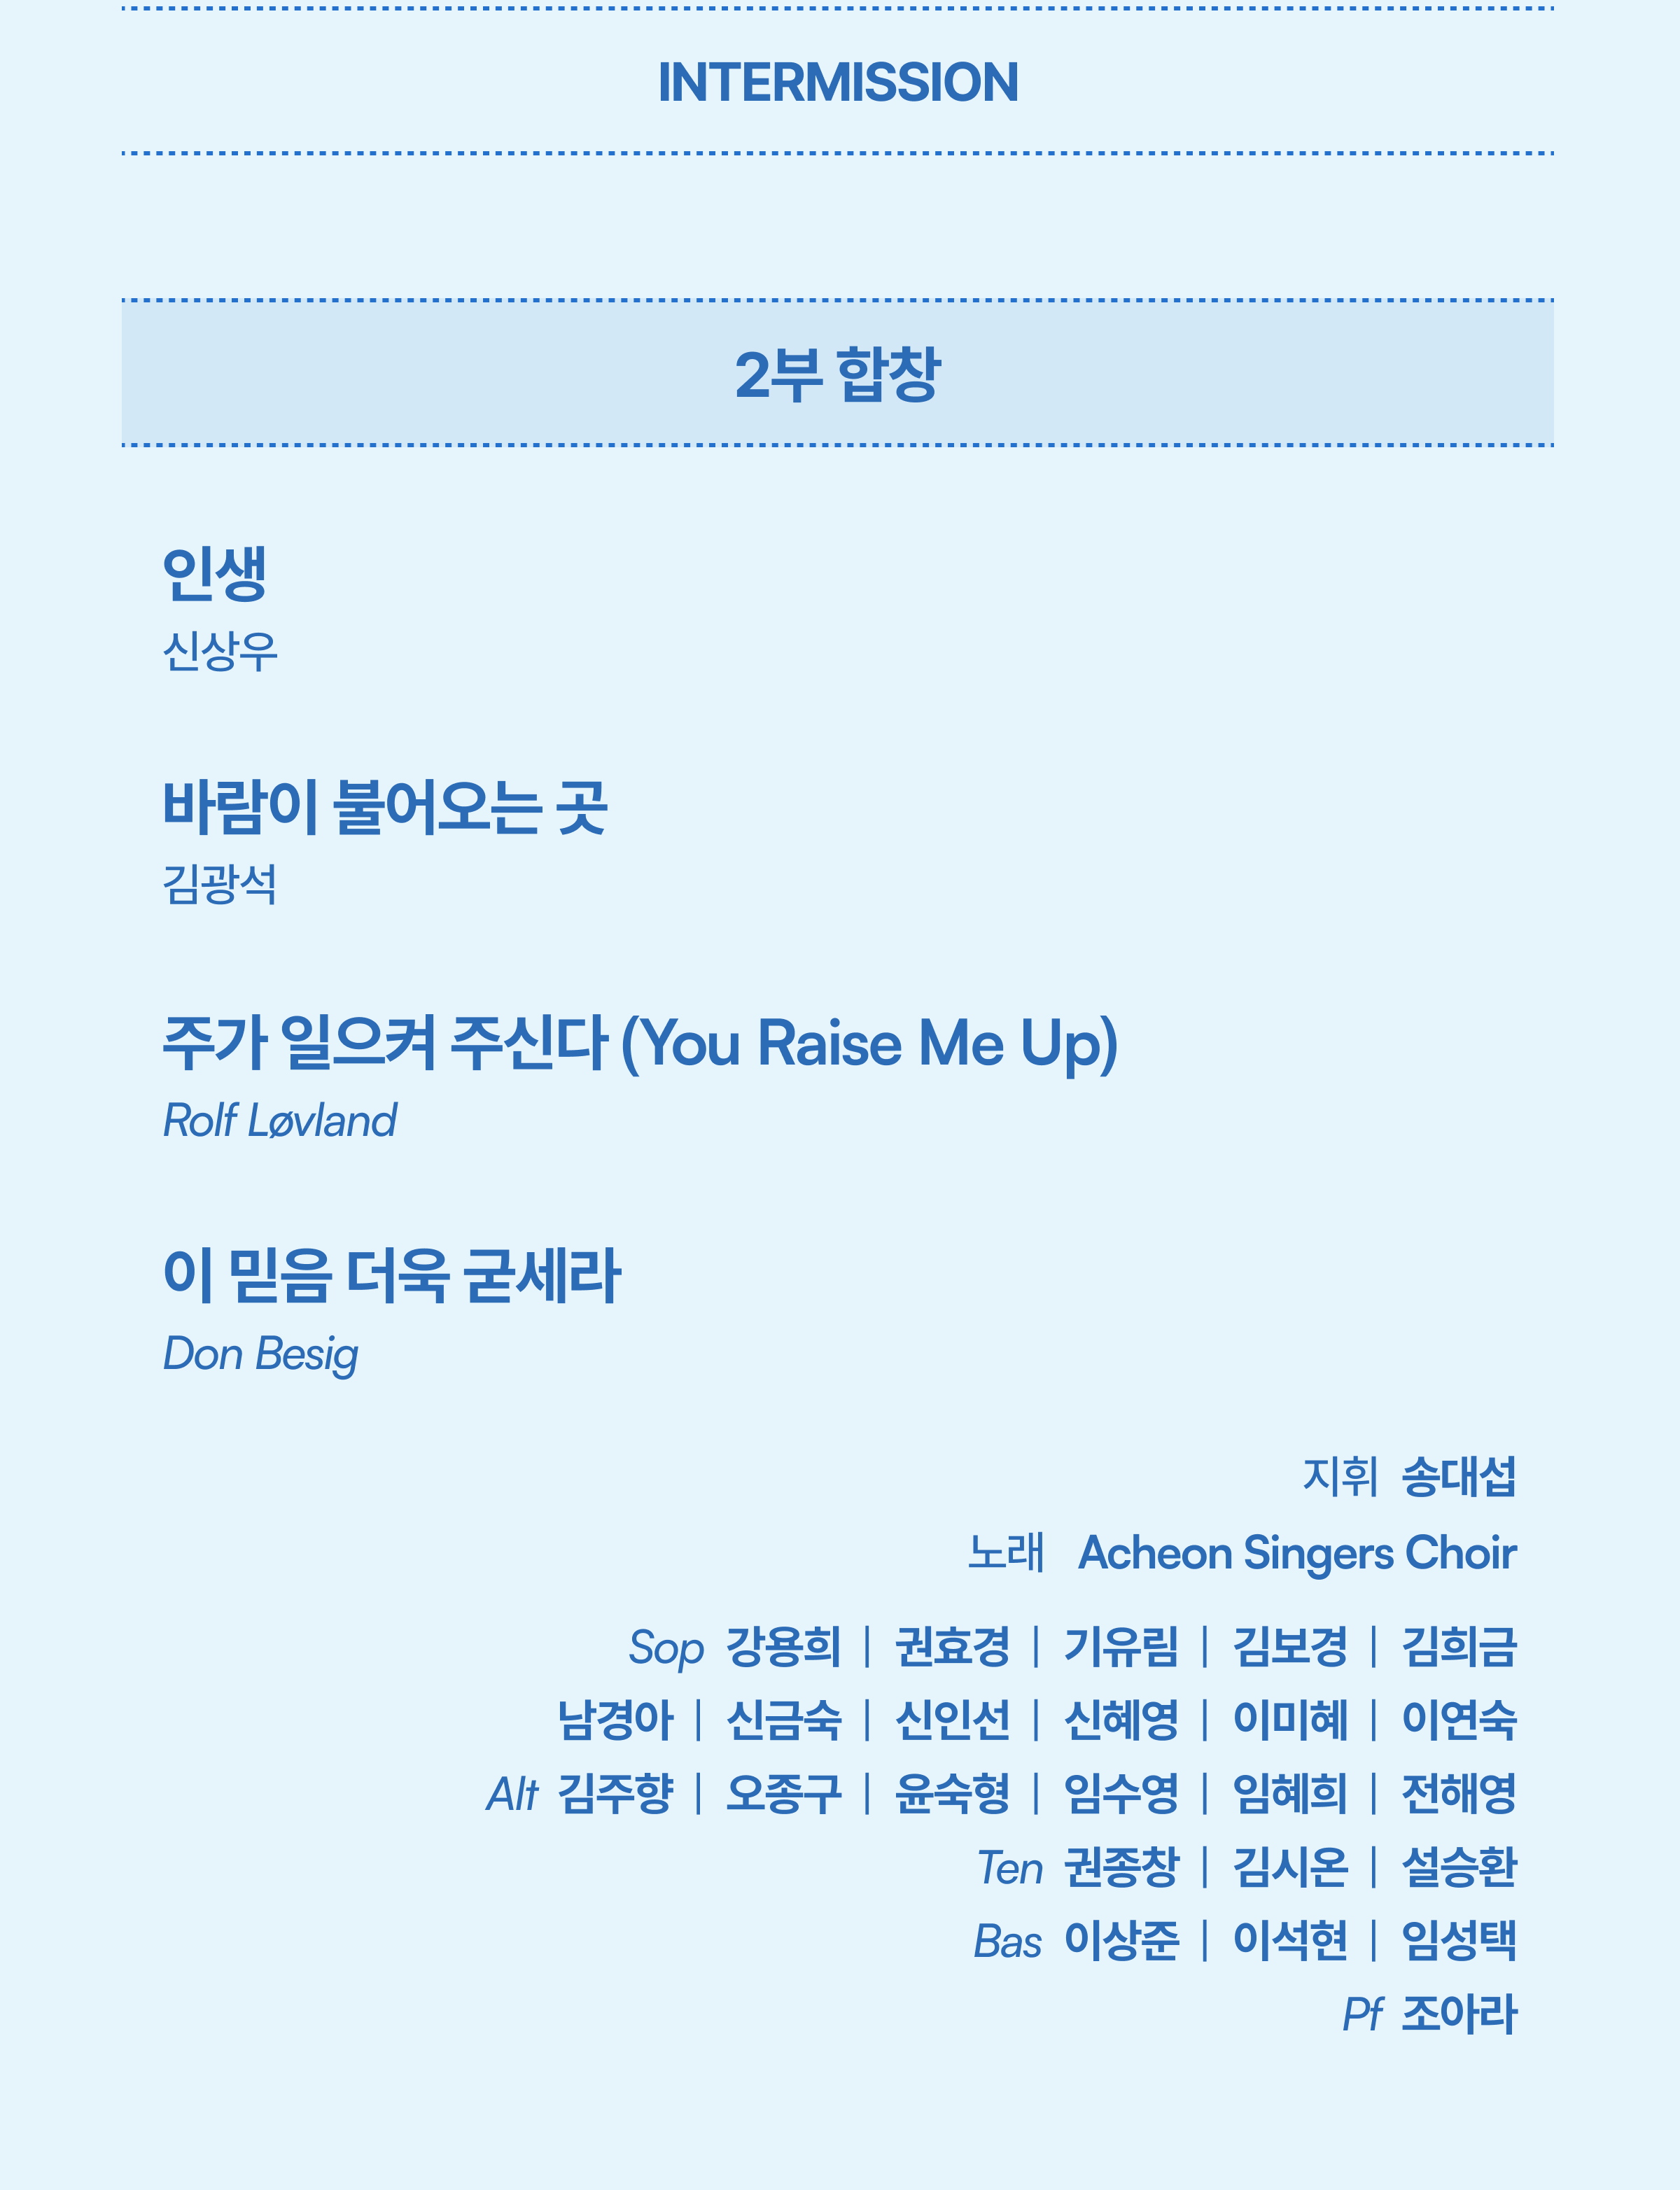 INTERMISSION
2부 합창
인생
신상우
바람이 불어오는 곳
김광석
주가 일으켜 주신다 (You Raise Me Up)
Rolf Løvland
이 믿음 더욱 굳세라
Don Besig
지휘 송대섭
노래 Acheon Singers Choir
Sop 강용희 | 권효경 | 기유림 | 김보경 | 김희금
남경아 | 신금숙 | 신인선 | 신혜영 | 이미혜 | 이연숙
Alt 김주향 | 오종구 | 윤숙형 | 임수영 | 임혜희 | 전해영
Ten 권종창 | 김시온 | 설승환
Bas 이상준 | 이석현 | 임성택
Pf 조아라